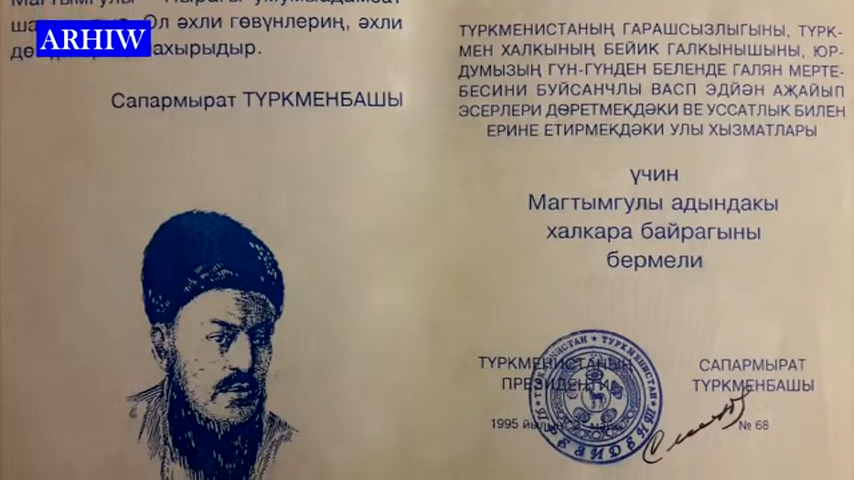 ARHIW
Сапармырат ТҮРКМЕНБАШЫ
ТҮРКМЕНИСТАНЫҢ ГАРАШСЫЗЛЫГЫНЫ, ТҮРК-
МЕН ХАЛКЫНЫҢ БЕЙИК ГАЛКЫНЫШЫНЫ, ЮР-
ДУМЫЗЫҢ ГҮН-ГҮНДЕН БЕЛЕНДЕ ГАЛЯН МЕРТЕ-
БЕСИНИ БУЙСАНЧЛЫ ВАСП ЭДЙӘН АҖАЙЫП
ЭСЕРЛЕРИ ДӨРЕТМЕКДӘКИ ВЕ УССАТЛЫК БИЛЕН
ЕРИНЕ ЕТИРМЕКДӘКИ УЛЫ ХЫЗМАТЛАРЫ
үчин
Магтымгулы адындакы
халкара байрагыны
бермели
ТҮРКМЕНИСТАНЫҢ
ПРЕЗИДЕНТИ
САПАРМЫРАТ
ТҮРКМЕНБАШЫ
1995
№ 68